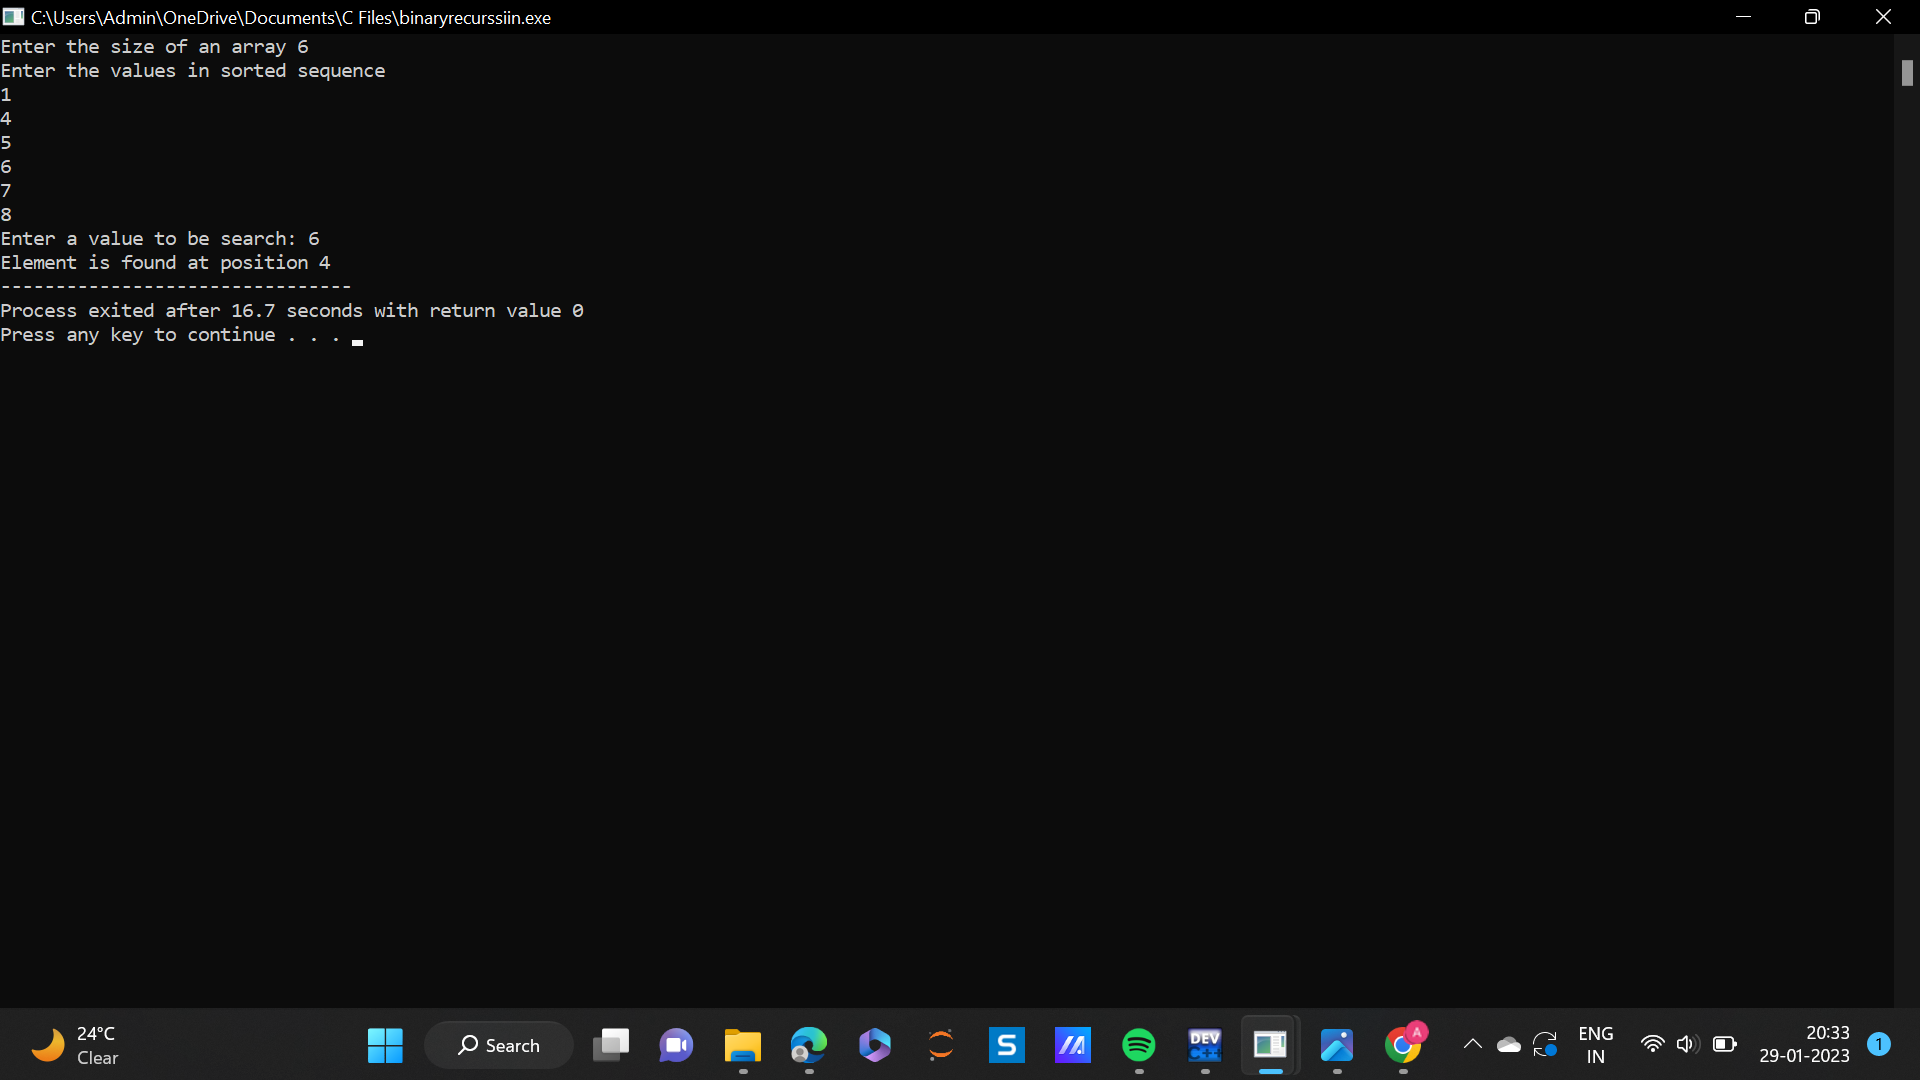 C:\Users\Admin\OneDrive\Documents\C Files\binaryrecurssiin.exe
Enter the size of an array 6
Enter the values in sorted sequence
1
4
5
6
7
8
Enter a value to be search: 6
Element is found at position 4
--------------------------------
Process exited after 16.7 seconds with return value 0
Press any key to continue . . .
24°C
Clear
Search
S
DEV
C++
A
ENG
IN
20:33
29-01-2023
1